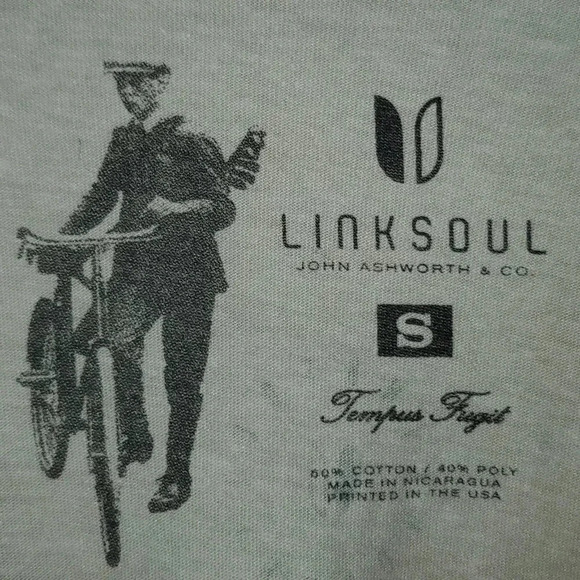 LINKSOUL
JOHN ASHWORTH & CO.
S
Tempus Fugit
60% COTTON / 40% POLY
MADE IN NICARAGUA
PRINTED IN THE USA